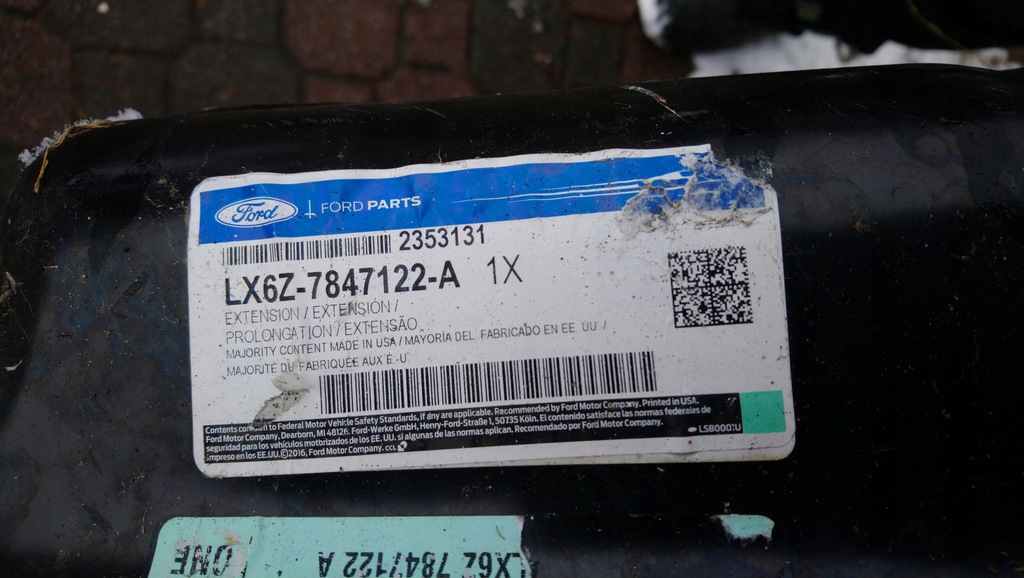 Ford FORD PARTS
2353131
LX6Z-7847122-A 1X
EXTENSION / EXTENSIÓN /
PROLONGATION / EXTENSÃO
MAJORITY CONTENT MADE IN USA / MAYORÍA DEL FABRICADO EN EE. UU /
MAJORITÉ DU FABRIQUÉE AUX É -U
Contents to Federal Motor Vehicle Safety Standards, if any are applicable. Recommended by Ford Motor Company. Printed in USA.
Ford Motor Company, Dearborn, MI 48126. Ford-Werke GmbH, Henry-Ford-Straße 1, 50735 Köln. El contenido satisface las normas federales de
seguridad para los vehículos motorizados de los EE. UU. si algunas de las normas aplican. Recomendado por Ford Motor Company.
Impreso en los EE.UU.©2016, Ford Motor Company. CCL
LSB0001U
LX6Z 7847122 A
ONE